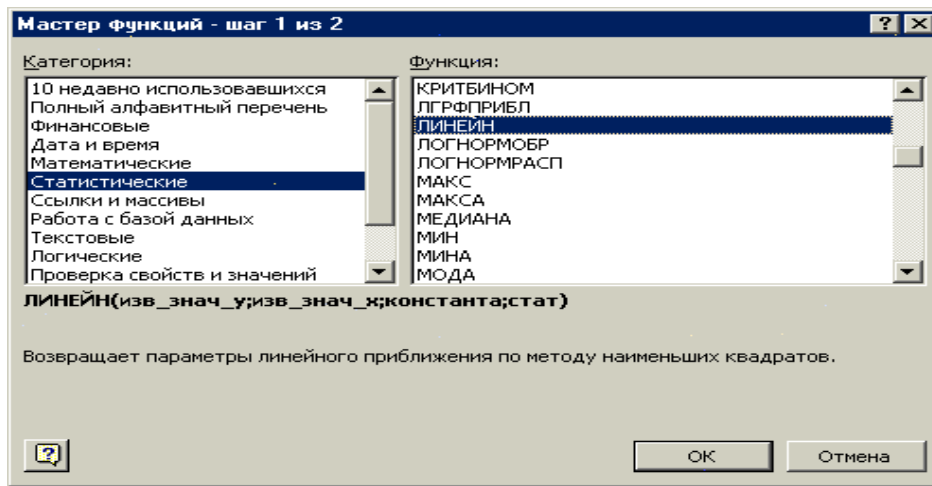 Мастер функций - шаг 1 из 2
Категория:
10 недавно использовавшихся
Полный алфавитный перечень
Финансовые
Дата и время
Математические
Статистические
Ссылки и массивы
Работа с базой данных
Текстовые
Логические
Проверка свойств и значений
Функция:
КРИТБИНОМ
ЛГРФПРИБЛ
ЛИНЕЙН
ЛОГНОРМОБР
ЛОГНОРМРАСП
МАКС
МАКСА
МЕДИАНА
МИН
МИНА
МОДА
ЛИНЕЙН(изв_знач_y;изв_знач_x;константа;стат)
Возвращает параметры линейного приближения по методу наименьших квадратов.
ОК
Отмена